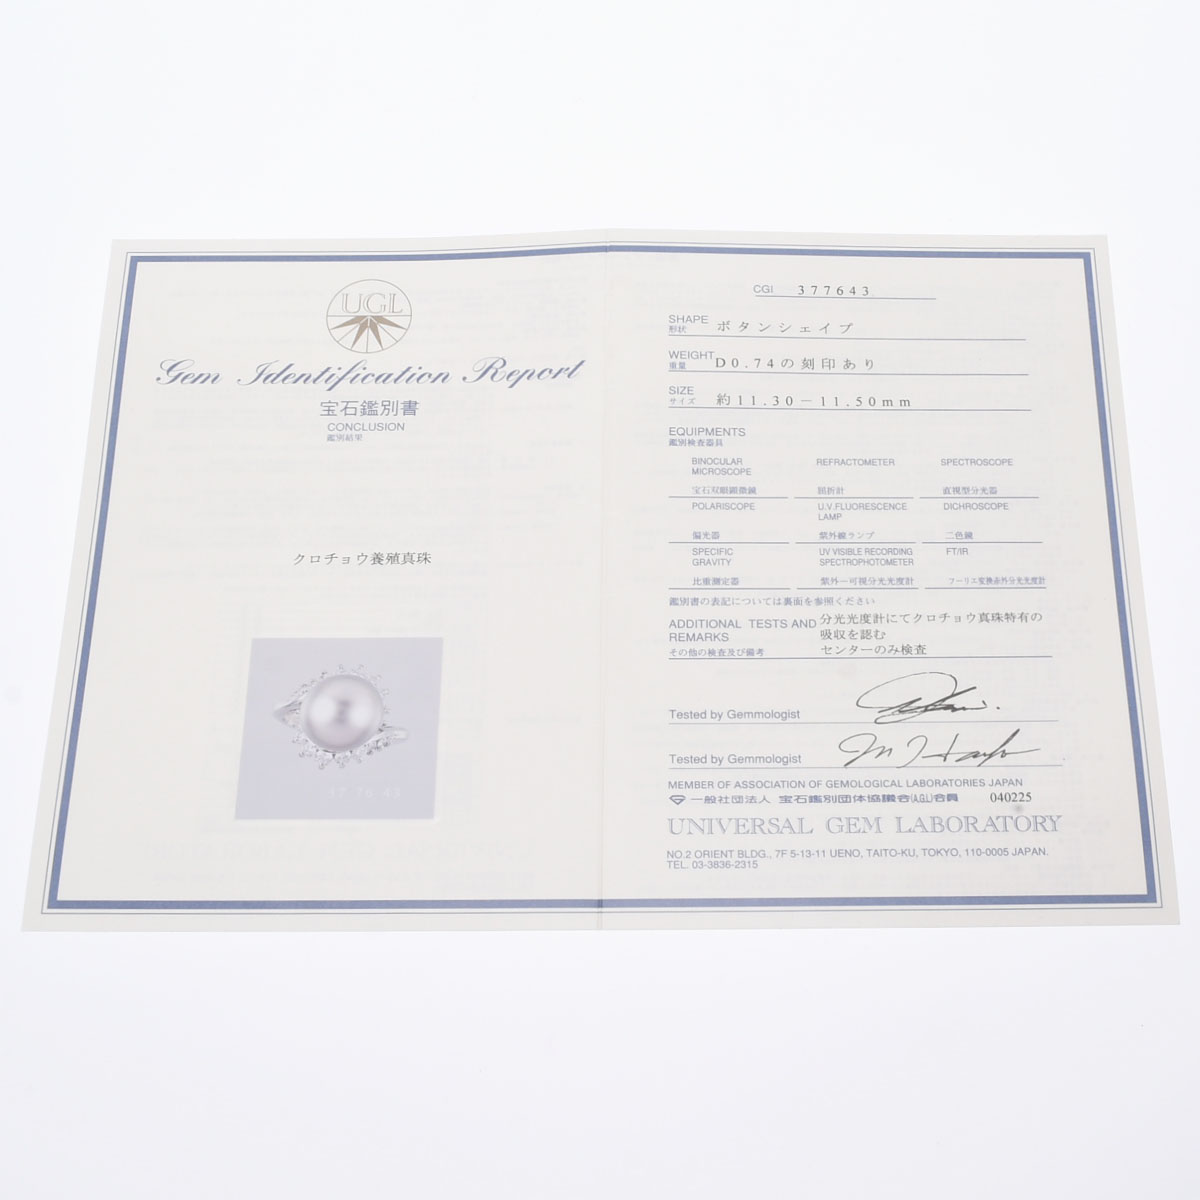 UGL
Gem Identification Report
宝石鑑別書
CONCLUSION
鑑別結果
クロチョウ養殖真珠
37 76 43
CGI 377643
SHAPE
形状 ボタンシェイプ
WEIGHT
重量 D0.74の刻印あり
SIZE
サイズ 約11.30－11.50mm
EQUIPMENTS
鑑別検査器具
BINOCULAR MICROSCOPE REFRACTOMETER SPECTROSCOPE
宝石双眼顕微鏡 屈折計 直視型分光器
POLARISCOPE U.V.FLUORESCENCE LAMP DICHROSCOPE
偏光器 紫外線ランプ 二色鏡
SPECIFIC GRAVITY UV VISIBLE RECORDING SPECTROPHOTOMETER FT/IR
比重測定器 紫外－可視分光光度計 フーリエ変換赤外分光光度計
鑑別書の表記については裏面を参照ください
ADDITIONAL TESTS AND 分光光度計にてクロチョウ真珠特有の
REMARKS 吸収を認む
その他の検査及び備考 センターのみ検査
Tested by Gemmologist
Tested by Gemmologist
MEMBER OF ASSOCIATION OF GEMOLOGICAL LABORATORIES JAPAN
一般社団法人 宝石鑑別団体協議会(AGL)会員 040225
UNIVERSAL GEM LABORATORY
NO.2 ORIENT BLDG., 7F 5-13-11 UENO, TAITO-KU, TOKYO, 110-0005 JAPAN.
TEL. 03-3836-2315